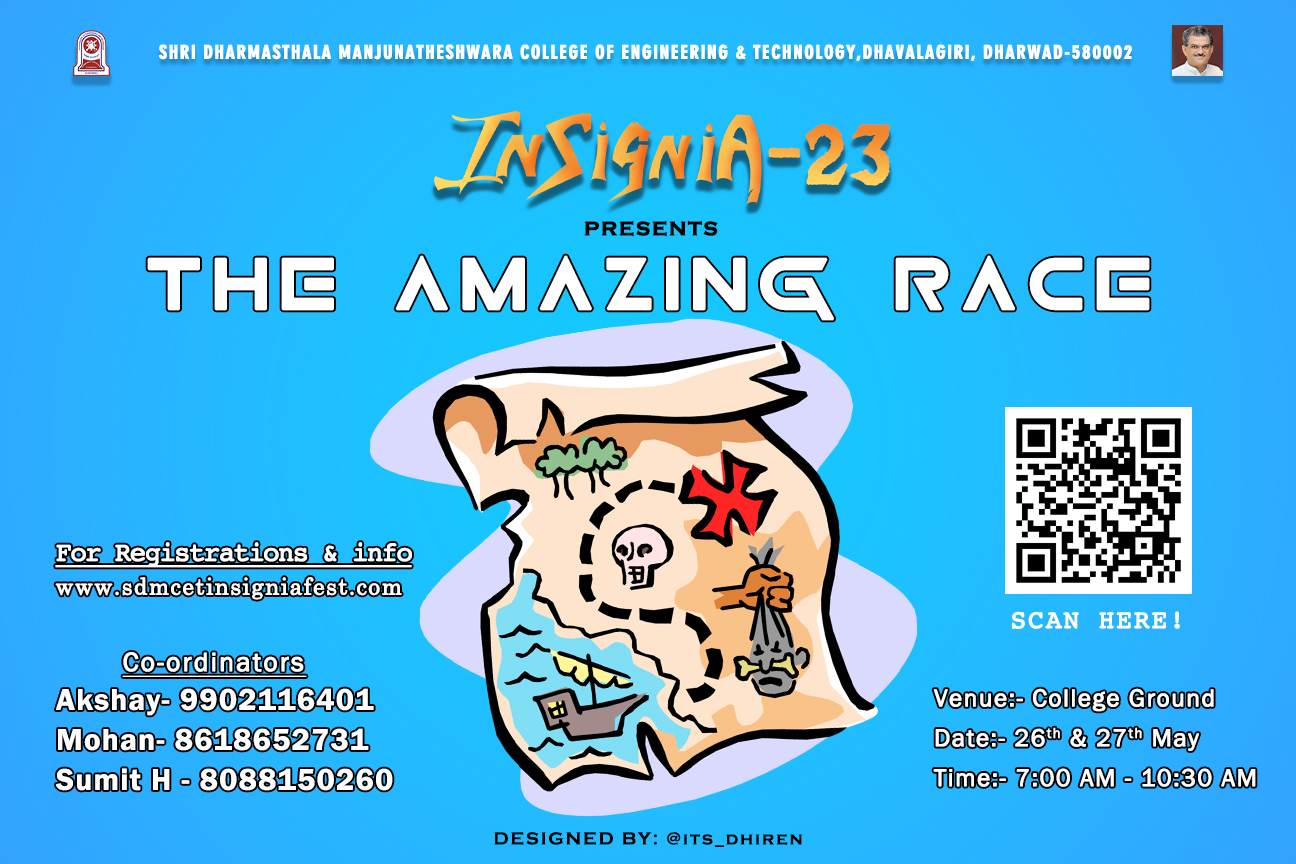 SHRI DHARMASTHALA MANJUNATHESHWARA COLLEGE OF ENGINEERING & TECHNOLOGY,DHAVALAGIRI, DHARWAD-580002
InSigniA-23
PRESENTS
THE AMAZING RACE
For Registrations & info
www.sdmcetinsigniafest.com
SCAN HERE!
Co-ordinators
Akshay- 9902116401
Mohan- 8618652731
Sumit H - 8088150260
Venue:- College Ground
Date:- 26th & 27th May
Time:- 7:00 AM - 10:30 AM
DESIGNED BY: @ITS_DHIREN